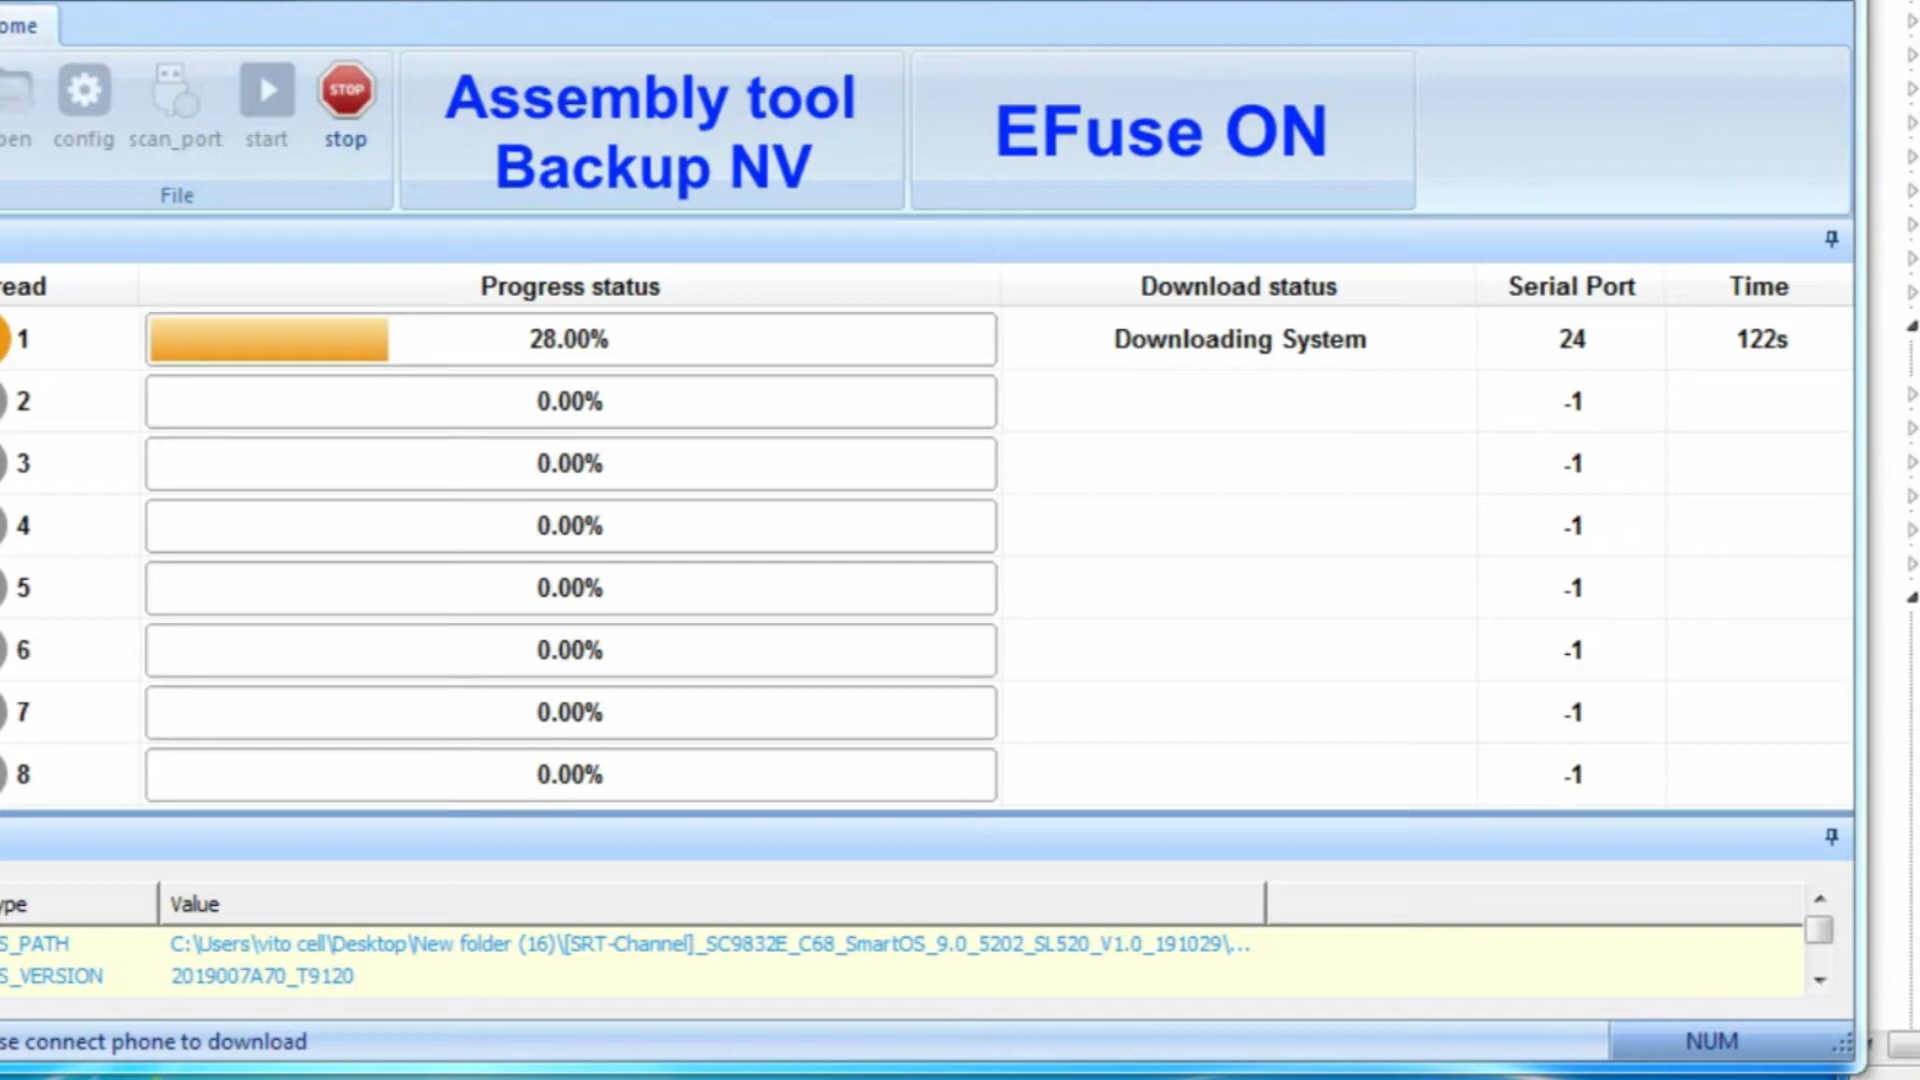 ome
pen config scan_port start stop
STOP
File
Assembly tool
Backup NV
EFuse ON
read Progress status Download status Serial Port Time
1 28.00% Downloading System 24 122s
2 0.00% -1
3 0.00% -1
4 0.00% -1
5 0.00% -1
6 0.00% -1
7 0.00% -1
8 0.00% -1
ype Value
S_PATH C:\Users\vito cell\Desktop\New folder (16)\[SRT-Channel]_SC9832E_C68_SmartOS_9.0_5202_SL520_V1.0_191029\...
S_VERSION 2019007A70_T9120
se connect phone to download NUM